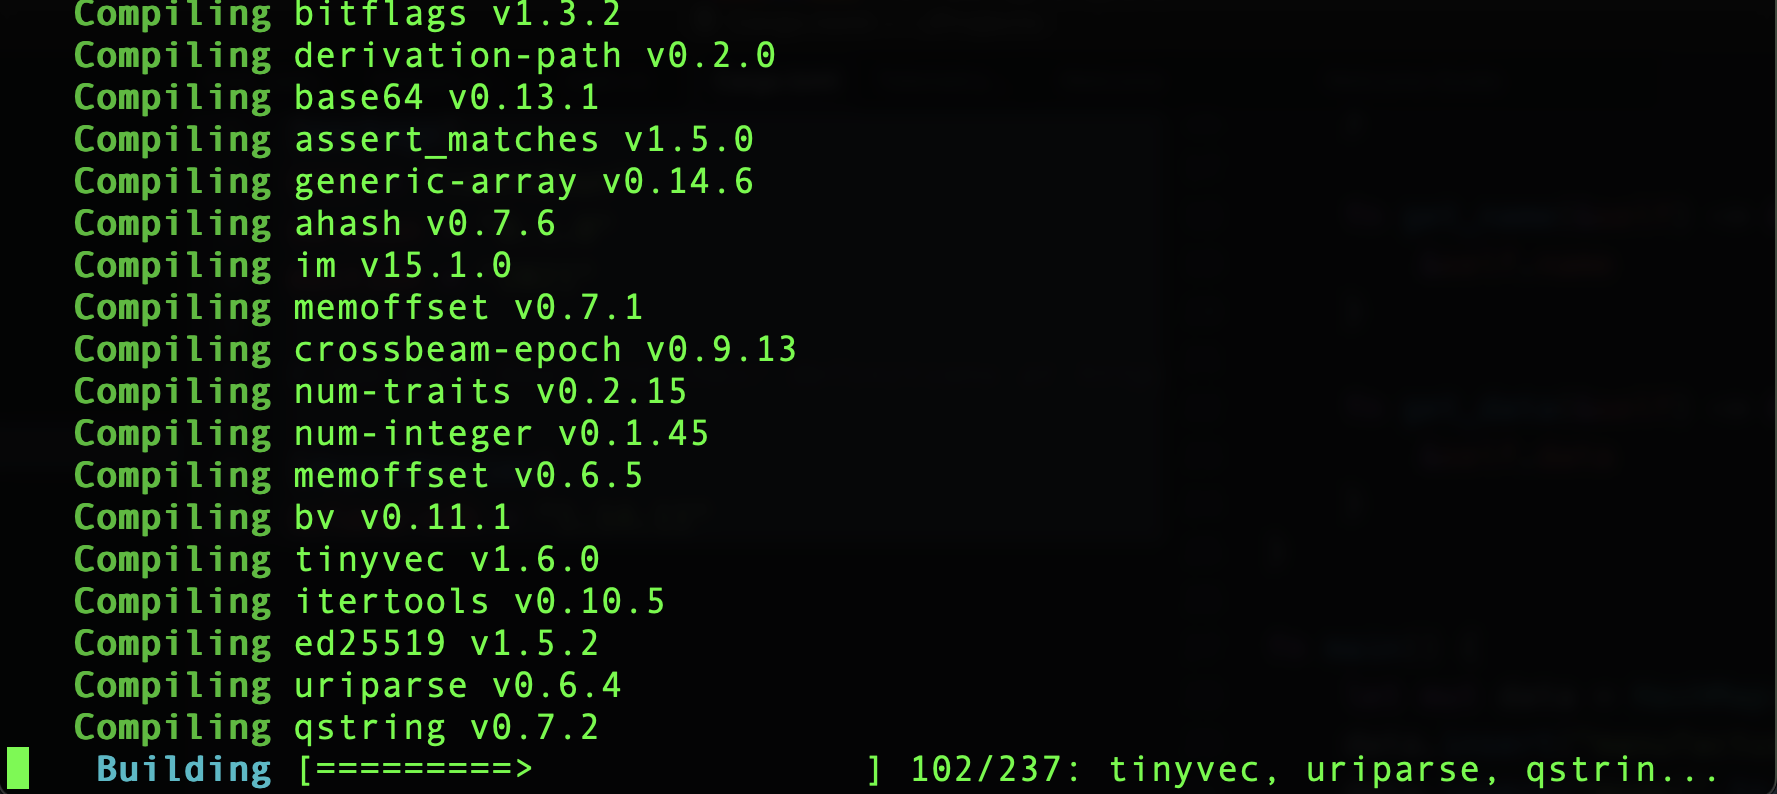 Compiling bitflags v1.3.2
Compiling derivation-path v0.2.0
Compiling base64 v0.13.1
Compiling assert_matches v1.5.0
Compiling generic-array v0.14.6
Compiling ahash v0.7.6
Compiling im v15.1.0
Compiling memoffset v0.7.1
Compiling crossbeam-epoch v0.9.13
Compiling num-traits v0.2.15
Compiling num-integer v0.1.45
Compiling memoffset v0.6.5
Compiling bv v0.11.1
Compiling tinyvec v1.6.0
Compiling itertools v0.10.5
Compiling ed25519 v1.5.2
Compiling uriparse v0.6.4
Compiling qstring v0.7.2
Building [=========>               ] 102/237: tinyvec, uriparse, qstrin...